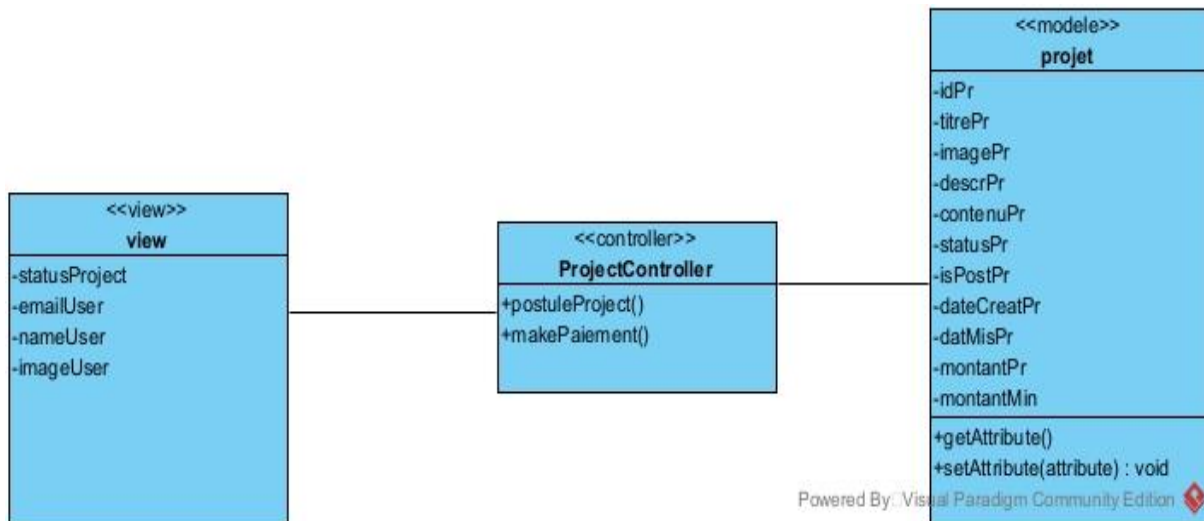 <<view>>
view
-statusProject
-emailUser
-nameUser
-imageUser
<<controller>>
ProjectController
+postuleProject()
+makePaiement()
<<modele>>
projet
-idPr
-titrePr
-imagePr
-descrPr
-contenuPr
-statusPr
-isPostPr
-dateCreatPr
-datMisPr
-montantPr
-montantMin
+getAttribute()
+setAttribute(attribute) : void
Powered By Visual Paradigm Community Edition